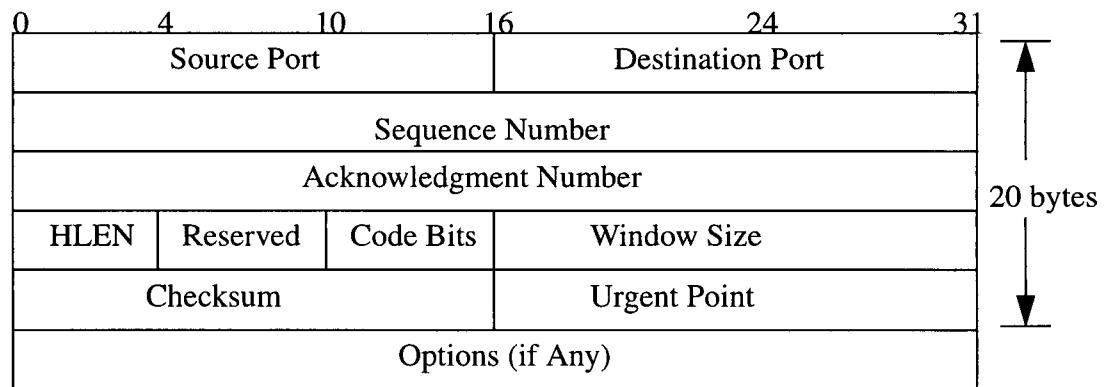 0 4 10 16 24 31
Source Port Destination Port
Sequence Number
Acknowledgment Number
20 bytes
HLEN Reserved Code Bits Window Size
Checksum Urgent Point
Options (if Any)